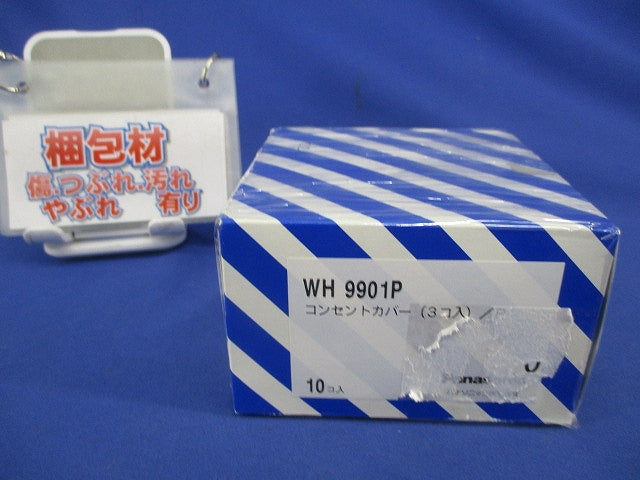 梱包材
傷、つぶれ、汚れ
やぶれ 有り
WH 9901P
コンセントカバー（3コ入）／
10コ入